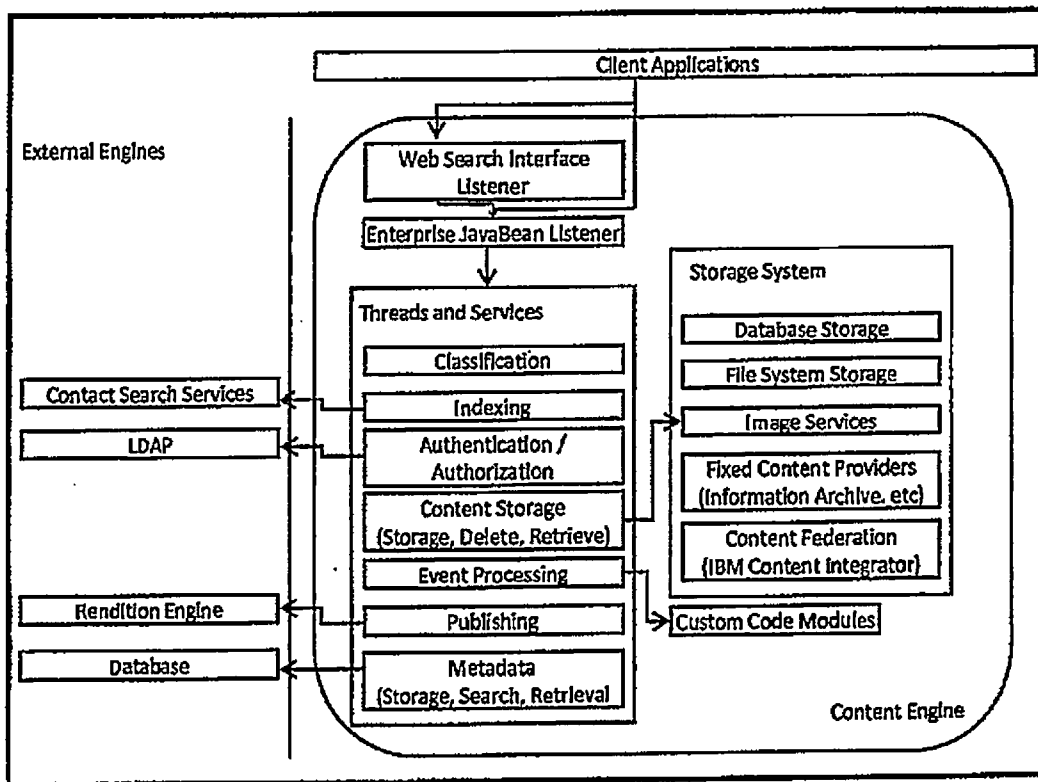 Client Applications
External Engines
Web Search Interface
Listener
Enterprise JavaBean Listener
Threads and Services
Classification
Indexing
Authentication /
Authorization
Content Storage
(Storage, Delete, Retrieve)
Event Processing
Publishing
Metadata
(Storage, Search, Retrieval
Contact Search Services
LDAP
Rendition Engine
Database
Storage System
Database Storage
File System Storage
Image Services
Fixed Content Providers
(Information Archive. etc)
Content Federation
(IBM Content Integrator)
Custom Code Modules
Content Engine